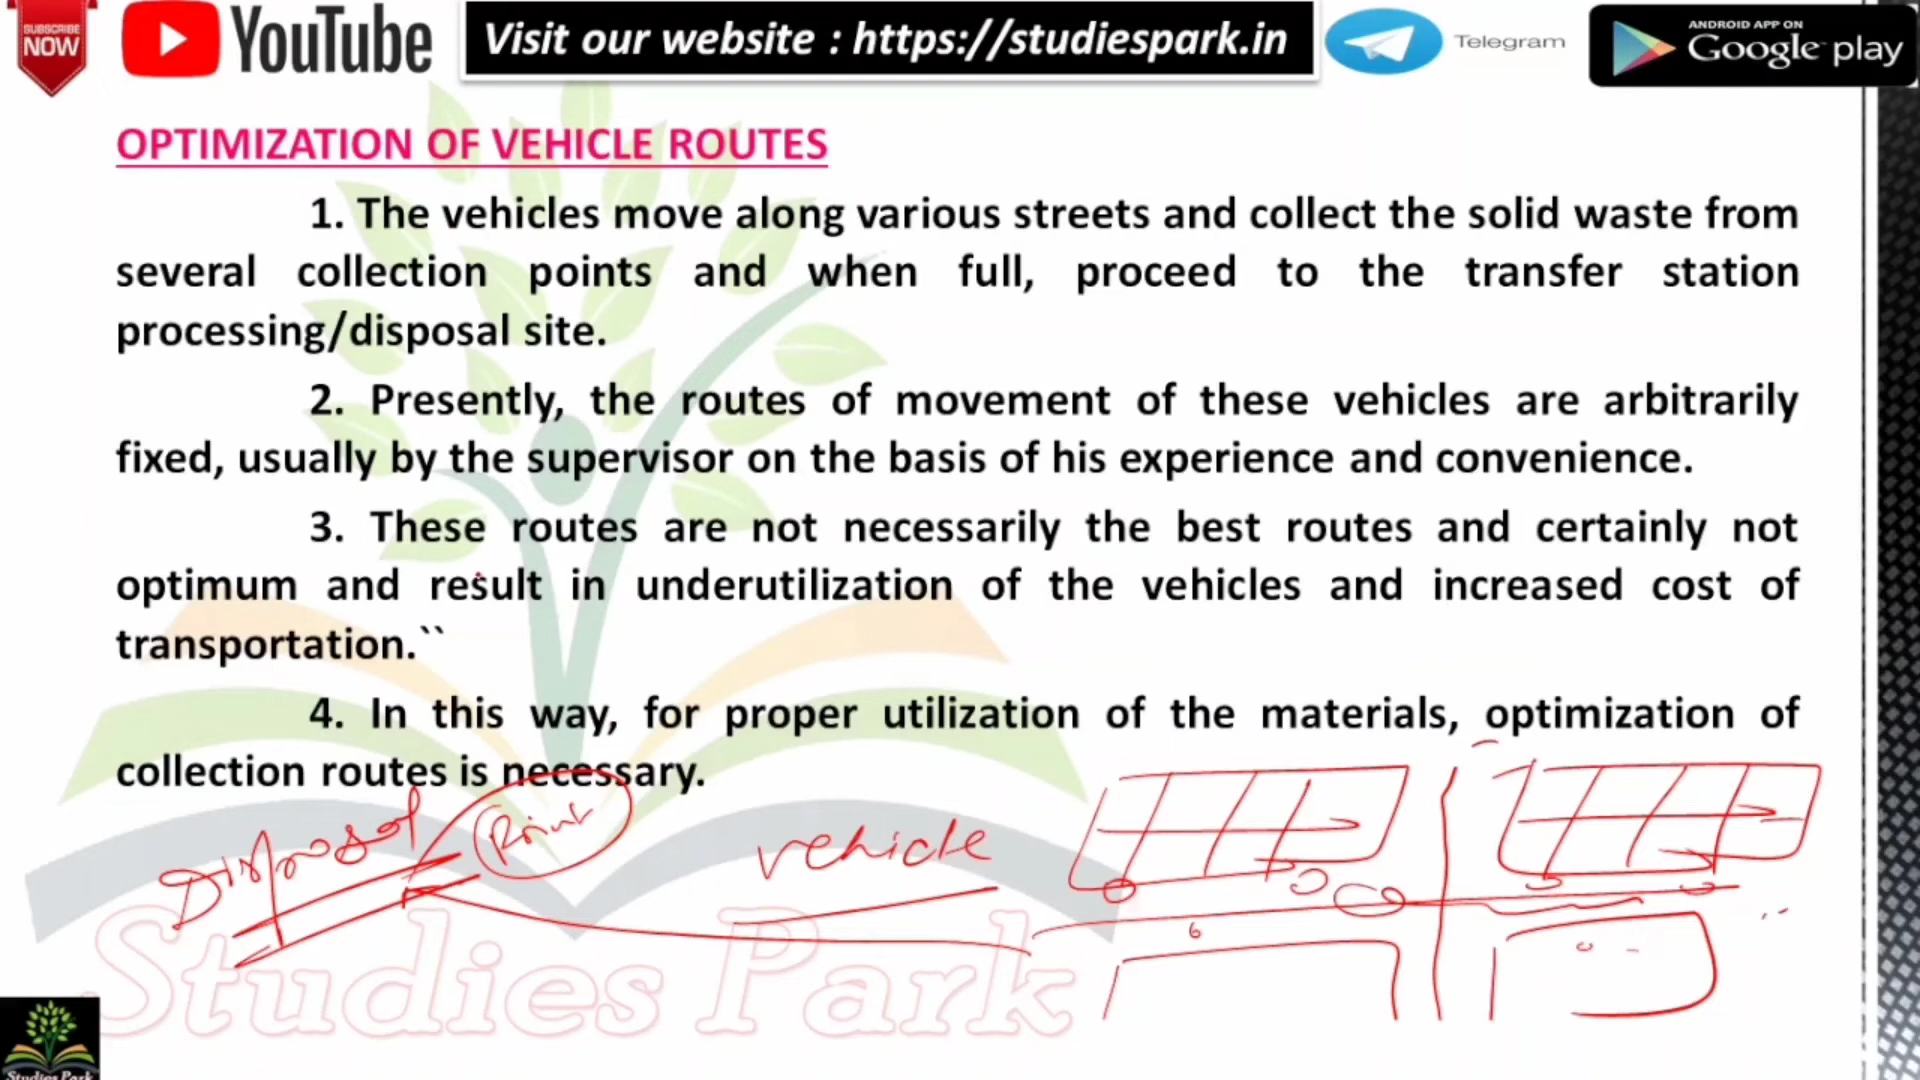 SUBSCRIBE
NOW
YouTube
Visit our website : https://studiespark.in
Telegram
ANDROID APP ON
Google play
OPTIMIZATION OF VEHICLE ROUTES
1. The vehicles move along various streets and collect the solid waste from
several collection points and when full, proceed to the transfer station
processing/disposal site.
2. Presently, the routes of movement of these vehicles are arbitrarily
fixed, usually by the supervisor on the basis of his experience and convenience.
3. These routes are not necessarily the best routes and certainly not
optimum and result in underutilization of the vehicles and increased cost of
transportation.``
4. In this way, for proper utilization of the materials, optimization of
collection routes is necessary.
Disposal
Point
vehicle
Studies Park
Studies Park